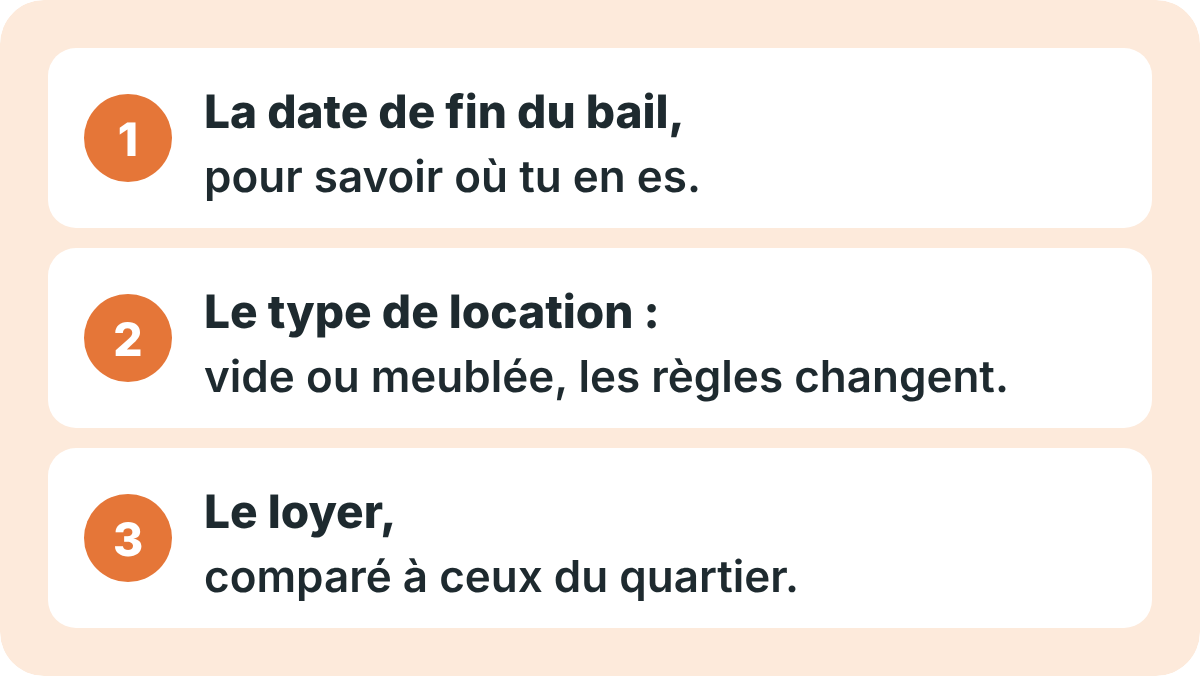 1
La date de fin du bail,
pour savoir où tu en es.
2
Le type de location :
vide ou meublée, les règles changent.
3
Le loyer,
comparé à ceux du quartier.